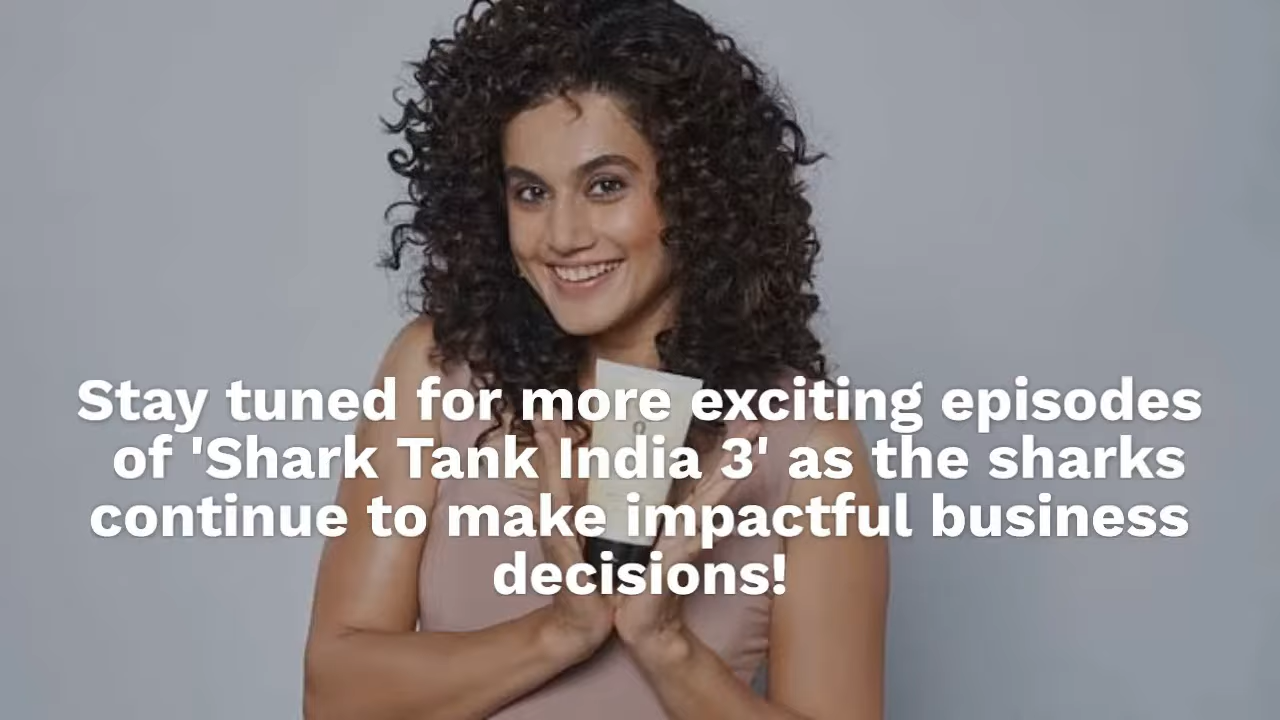 Stay tuned for more exciting episodes
of 'Shark Tank India 3' as the sharks
continue to make impactful business
decisions!